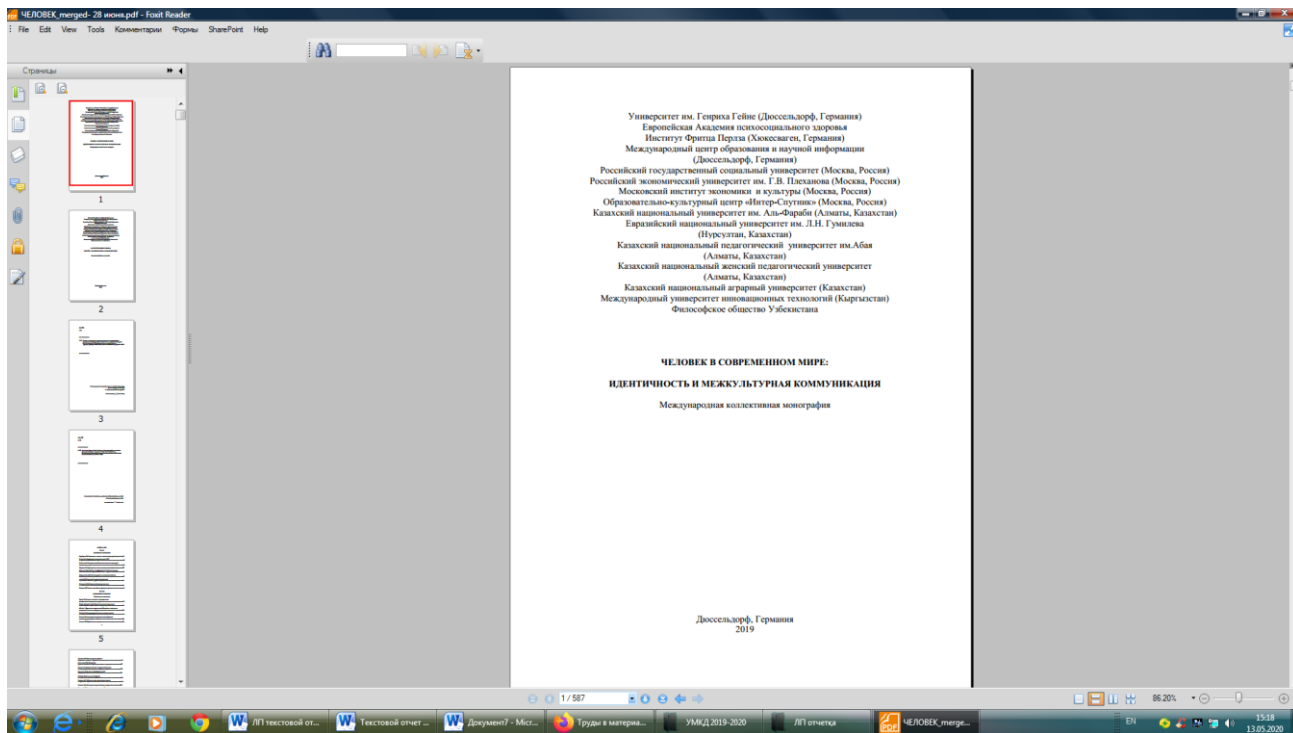 ЧЕЛОВЕК_merged- 28 июня.pdf - Foxit Reader
File Edit View Tools Комментарии Формы SharePoint Help
Страницы
1
2
3
4
5
Университет им. Генриха Гейне (Дюссельдорф, Германия)
Европейская Академия психосоциального здоровья
Институт Фритца Перлза (Хюкесваген, Германия)
Международный центр образования и научной информации
(Дюссельдорф, Германия)
Российский государственный социальный университет (Москва, Россия)
Российский экономический университет им. Г.В. Плеханова (Москва, Россия)
Московский институт экономики и культуры (Москва, Россия)
Образовательно-культурный центр «Интер-Спутник» (Москва, Россия)
Казахский национальный университет им. Аль-Фараби (Алматы, Казахстан)
Евразийский национальный университет им. Л.Н. Гумилева
(Нурсултан, Казахстан)
Казахский национальный педагогический университет им.Абая
(Алматы, Казахстан)
Казахский национальный женский педагогический университет
(Алматы, Казахстан)
Казахский национальный аграрный университет (Казахстан)
Международный университет инновационных технологий (Кыргызстан)
Философское общество Узбекистана
ЧЕЛОВЕК В СОВРЕМЕННОМ МИРЕ:
ИДЕНТИЧНОСТЬ И МЕЖКУЛЬТУРНАЯ КОММУНИКАЦИЯ
Международная коллективная монография
Дюссельдорф, Германия
2019
1 / 587
86.20%
ЛП текстовой от...
Текстовой отчет ...
Документ7 - Micr...
Труды в материа...
УМКД 2019-2020
ЛП отчетка
ЧЕЛОВЕК_merge...
EN
15:18
13.05.2020